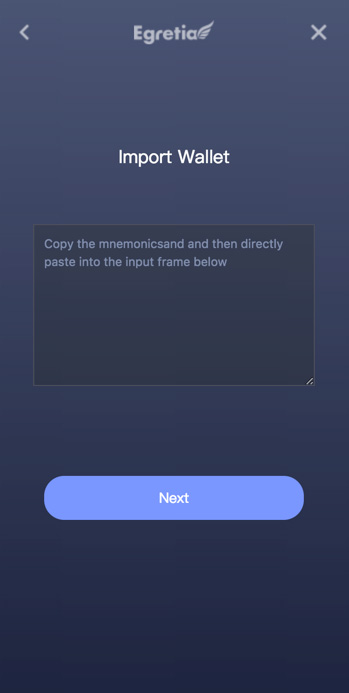 Egretia
Import Wallet
Copy the mnemonicsand and then directly
paste into the input frame below
Next